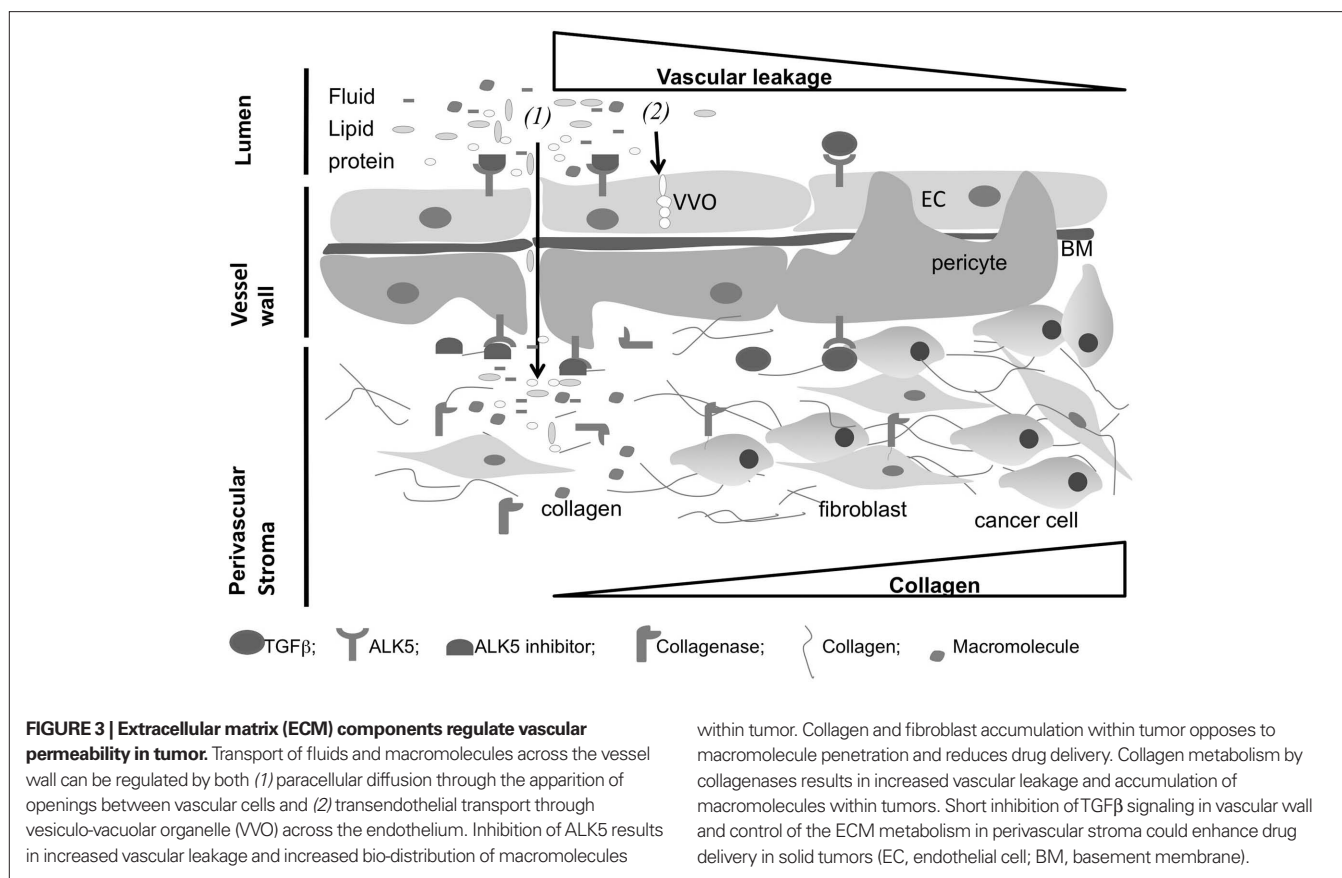 Vascular leakage
Lumen
Fluid
Lipid
protein
(1)
(2)
VVO
EC
BM
pericyte
Vessel
wall
Perivascular
Stroma
collagen
fibroblast
cancer cell
Collagen
TGFβ; ALK5; ALK5 inhibitor; Collagenase; Collagen; Macromolecule
FIGURE 3 | Extracellular matrix (ECM) components regulate vascular
permeability in tumor. Transport of fluids and macromolecules across the vessel
wall can be regulated by both (1) paracellular diffusion through the apparition of
openings between vascular cells and (2) transendothelial transport through
vesiculo-vacuolar organelle (VVO) across the endothelium. Inhibition of ALK5 results
in increased vascular leakage and increased bio-distribution of macromolecules
within tumor. Collagen and fibroblast accumulation within tumor opposes to
macromolecule penetration and reduces drug delivery. Collagen metabolism by
collagenases results in increased vascular leakage and accumulation of
macromolecules within tumors. Short inhibition of TGFβ signaling in vascular wall
and control of the ECM metabolism in perivascular stroma could enhance drug
delivery in solid tumors (EC, endothelial cell; BM, basement membrane).